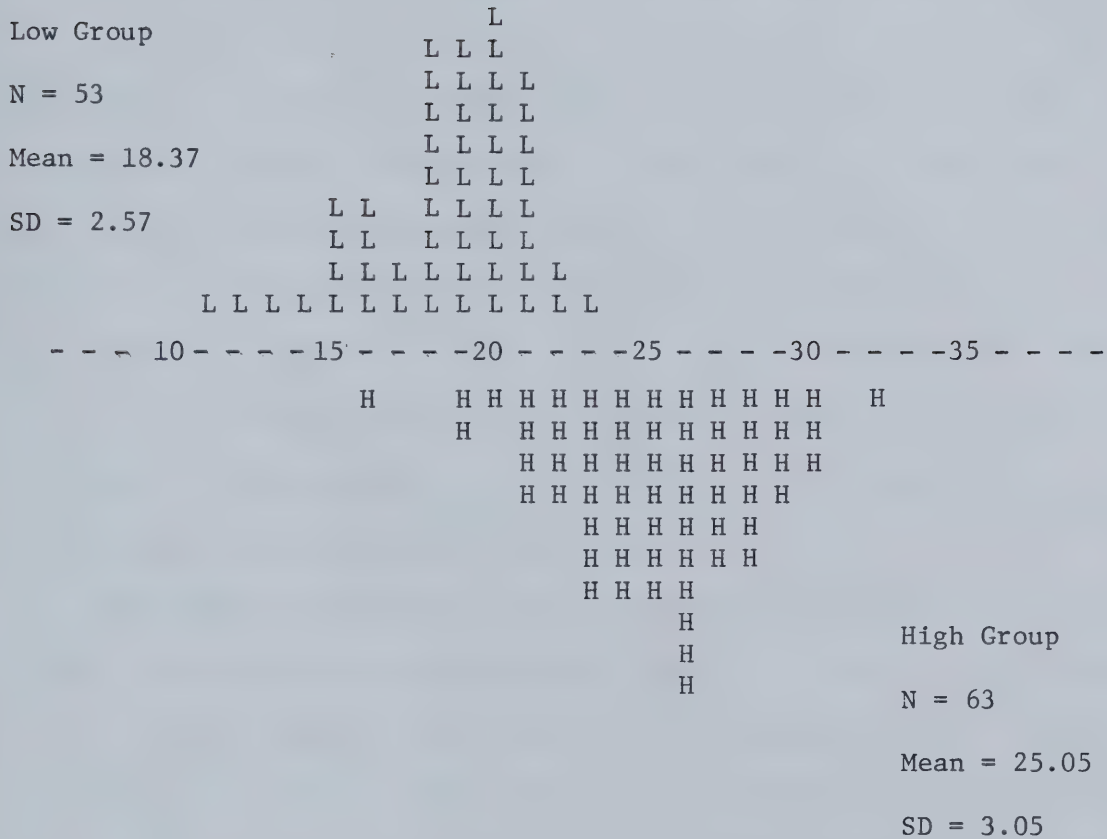 L
Low Group
L L L
L L L L
N = 53
L L L L
L L L L
Mean = 18.37
L L L L
L L L L L L
SD = 2.57
L L L L L L
L L L L L L L L
L L L L L L L L L L L L L
- - - 10 - - - - 15 - - - - 20 - - - - 25 - - - - 30 - - - - 35 - - - -
H H H H H H H H H H H H H H
H H H H H H H H H H H
H H H H H H H H H H
H H H H H H H H H
H H H H H H
H H H H H H
H H H H
H
High Group
H
H
N = 63
Mean = 25.05
SD = 3.05